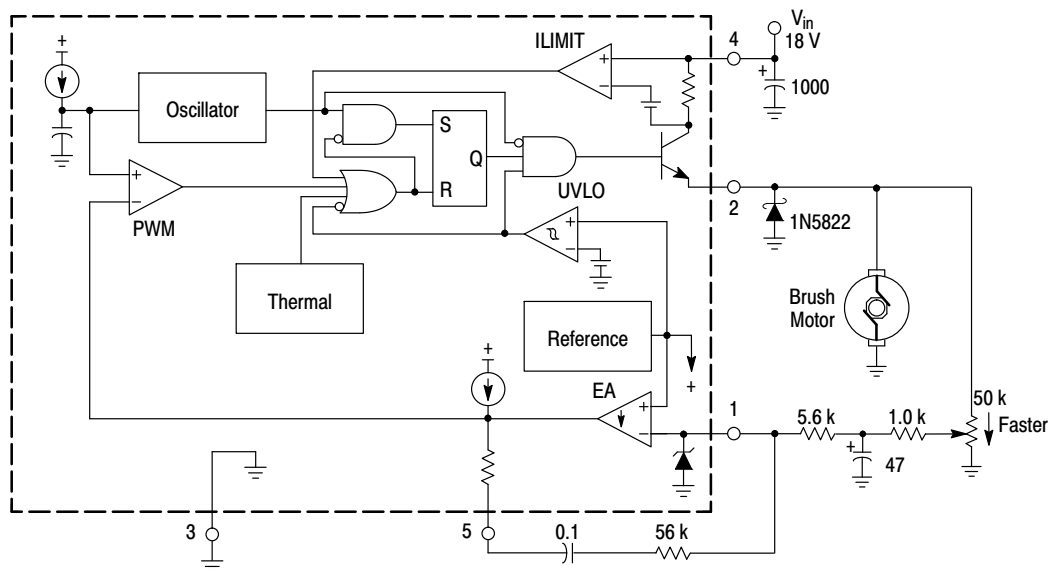 +
Oscillator
ILIMIT
+
−
4
Vin
18 V
+
1000
S
Q
R
+
−
PWM
UVLO
2
1N5822
+
−
Thermal
Brush
Motor
Reference
+
+
EA
+
−
1
5.6 k
1.0 k
50 k
Faster
+
47
3
5
0.1
56 k